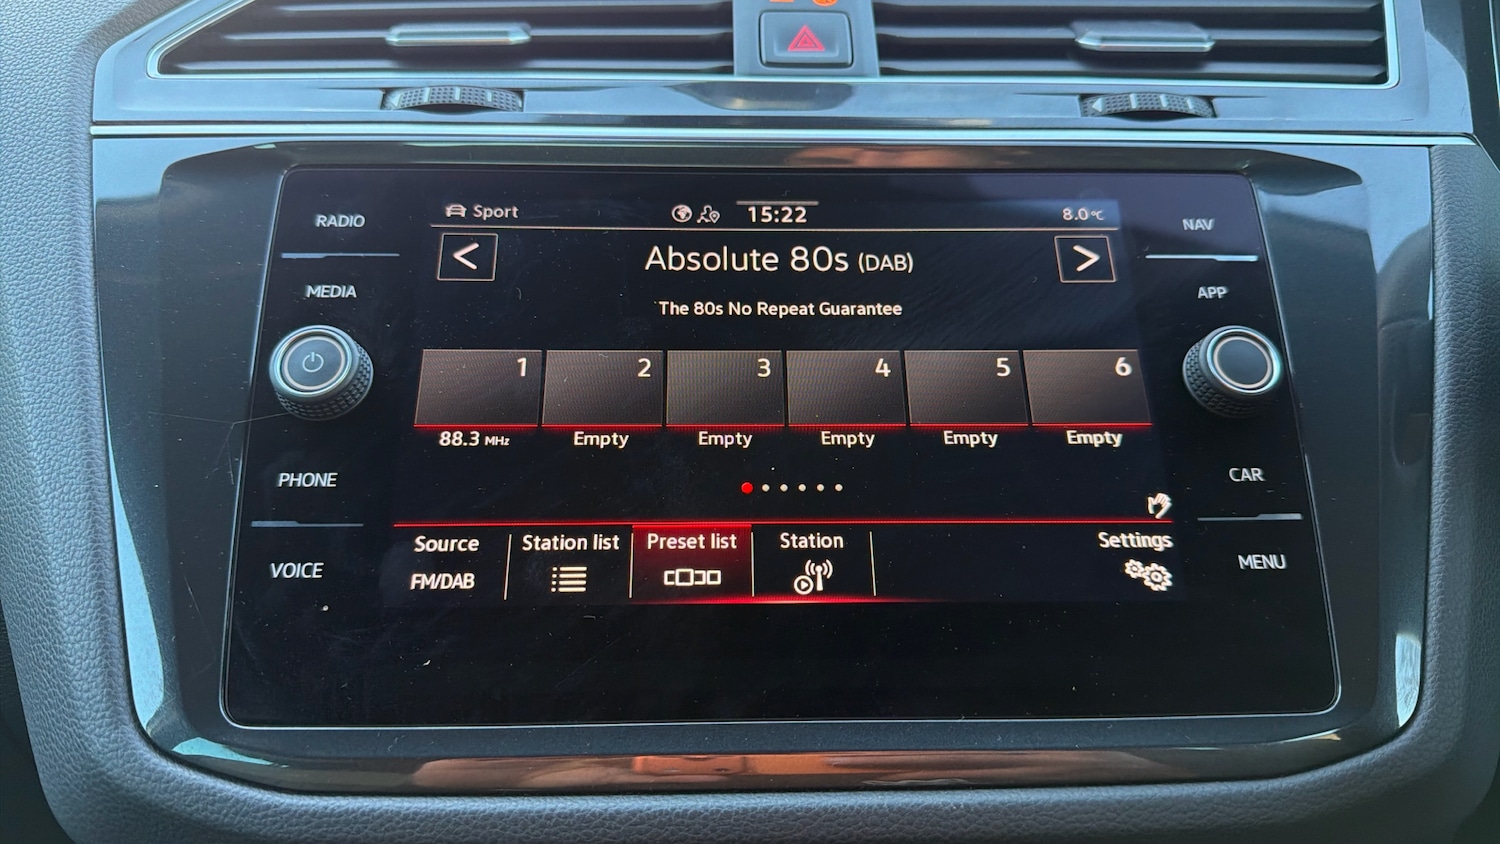 Sport 15:22 8.0°C
RADIO
NAV
Absolute 80s (DAB)
MEDIA
APP
The 80s No Repeat Guarantee
1 2 3 4 5 6
88.3 MHz Empty Empty Empty Empty Empty
PHONE
CAR
Source Station list Preset list Station Settings
FM/DAB
VOICE
MENU